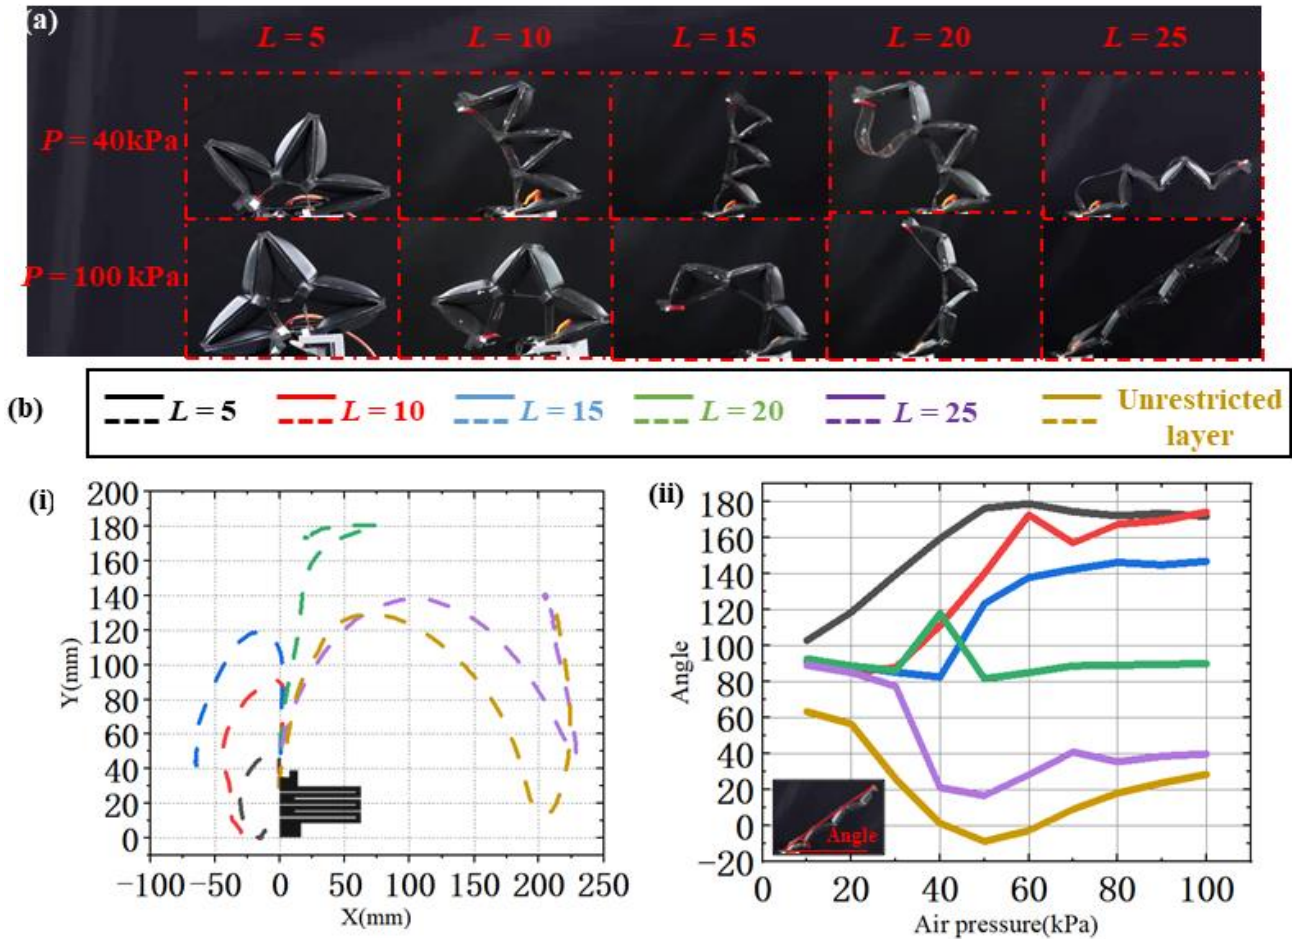 (a)
L = 5 L = 10 L = 15 L = 20 L = 25
P = 40kPa
P = 100 kPa
(b)
L = 5 L = 10 L = 15 L = 20 L = 25 Unrestricted
layer
(i)
200
180
160
140
120
100
80
60
40
20
0
Y(mm)
−100 −50 0 50 100 150 200 250
X(mm)
(ii)
180
160
140
120
100
80
60
40
20
0
−20
Angle
Angle
0 20 40 60 80 100
Air pressure(kPa)